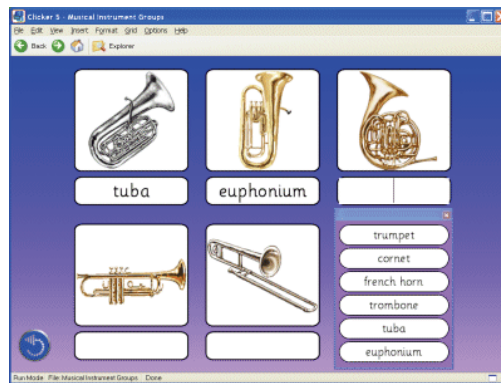 Clicker 5 - Musical Instrument Groups
File Edit View Insert Format Grid Options Help
Back Explorer
tuba euphonium
trumpet
cornet
french horn
trombone
tuba
euphonium
Run Mode File: Musical Instrument Groups Done